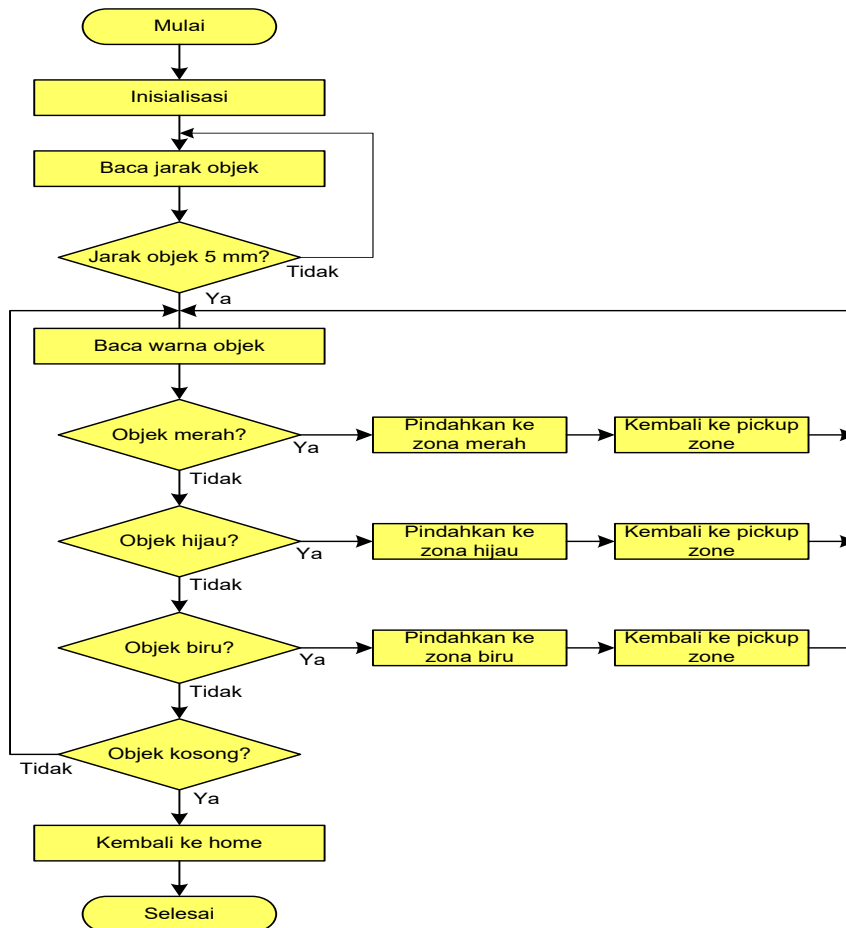 Mulai
Inisialisasi
Baca jarak objek
Jarak objek 5 mm?
Tidak
Ya
Baca warna objek
Objek merah?
Ya
Pindahkan ke
zona merah
Kembali ke pickup
zone
Tidak
Objek hijau?
Ya
Pindahkan ke
zona hijau
Kembali ke pickup
zone
Tidak
Objek biru?
Ya
Pindahkan ke
zona biru
Kembali ke pickup
zone
Tidak
Objek kosong?
Tidak
Ya
Kembali ke home
Selesai